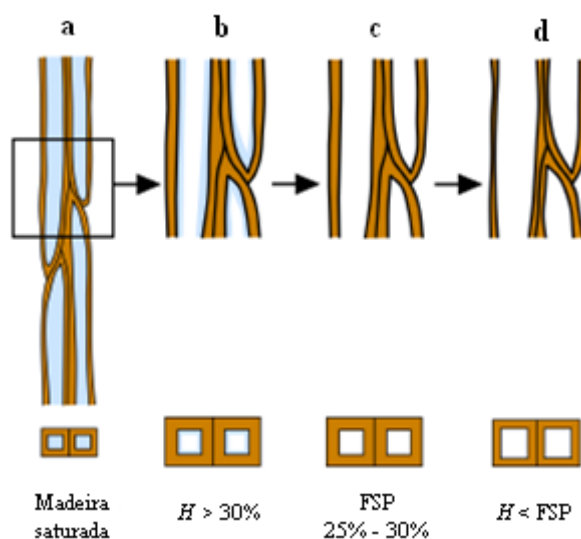 a b c d
Madeira
saturada
H > 30%
FSP
25% - 30%
H < FSP